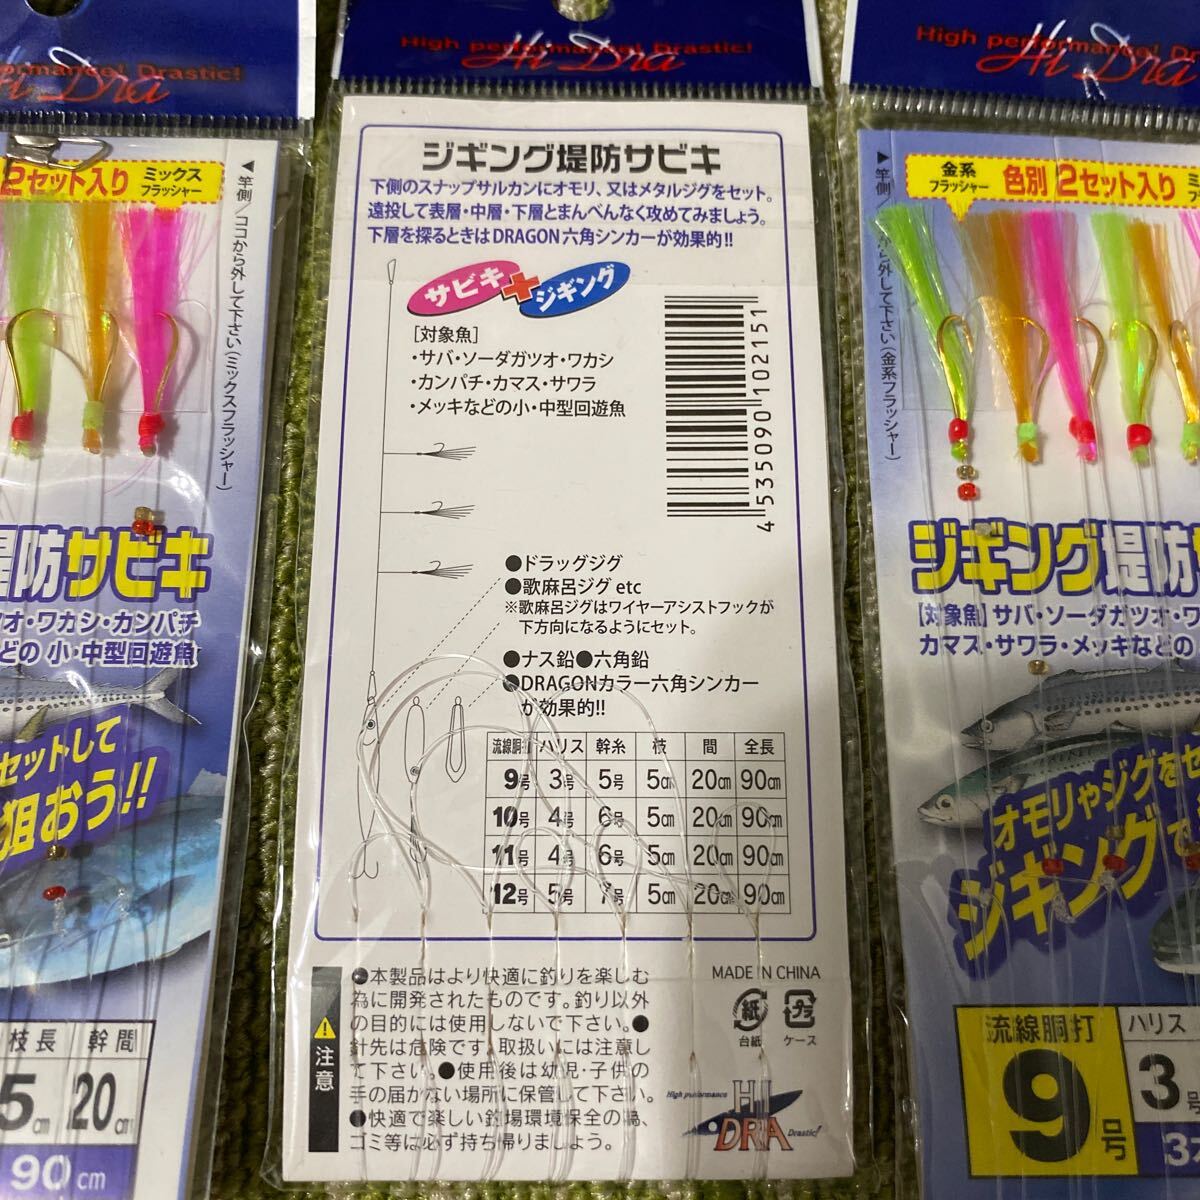 Performance! Drastic!
Hi Dra
2セット入り
ミックス
フラッシャー
◀竿側/ココから外して下さい(ミックスフラッシャー)
堤防サビキ
オ・ワカシ・カンパチ
どの 小・中型回遊魚
セットして
狙おう!!
枝長 幹間
5cm 20cm
90cm
High performance! Drastic!
Hi Dra
ジギング堤防サビキ
下側のスナップサルカンにオモリ、又はメタルジグをセット。
遠投して表層・中層・下層とまんべんなく攻めてみましょう。
下層を探るときはDRAGON六角シンカーが効果的!!
サビキ+ジギング
[対象魚]
・サバ・ソーダガツオ・ワカシ
・カンパチ・カマス・サワラ
・メッキなどの小・中型回遊魚
4 535090 102151
●ドラッグジグ
●歌麻呂ジグ etc
※歌麻呂ジグはワイヤーアシストフックが
下方向になるようにセット。
●ナス鉛●六角鉛
●DRAGONカラー六角シンカー
が効果的!!
流線胴打 ハリス 幹糸 枝 間 全長
9号 3号 5号 5cm 20cm 90cm
10号 4号 6号 5cm 20cm 90cm
11号 4号 6号 5cm 20cm 90cm
12号 5号 7号 5cm 20cm 90cm
注意
●本製品はより快適に釣りを楽しむ
為に開発されたものです。釣り以外
の目的には使用しないで下さい。●
針先は危険です。取扱いには注意し
て下さい。●使用後は幼児・子供の
手の届かない場所に保管して下さい。
●快適で楽しい釣場環境保全の為、
ゴミ等は必ず持ち帰りましょう。
MADE IN CHINA
紙 プラ
台紙 ケース
High performance
HI
DRA
Drastic!
High performance! Drastic!
Hi Dra
金系
フラッシャー
色別 2セット入り
ミ
フラ
▶竿側/ココから外して下さい(金系フラッシャー)
ジギング堤防サ
【対象魚】サバ・ソーダガツオ・ワ
カマス・サワラ・メッキなどの
オモリやジグをセ
ジギングで
流線胴打
9号
ハリス
3号
3本